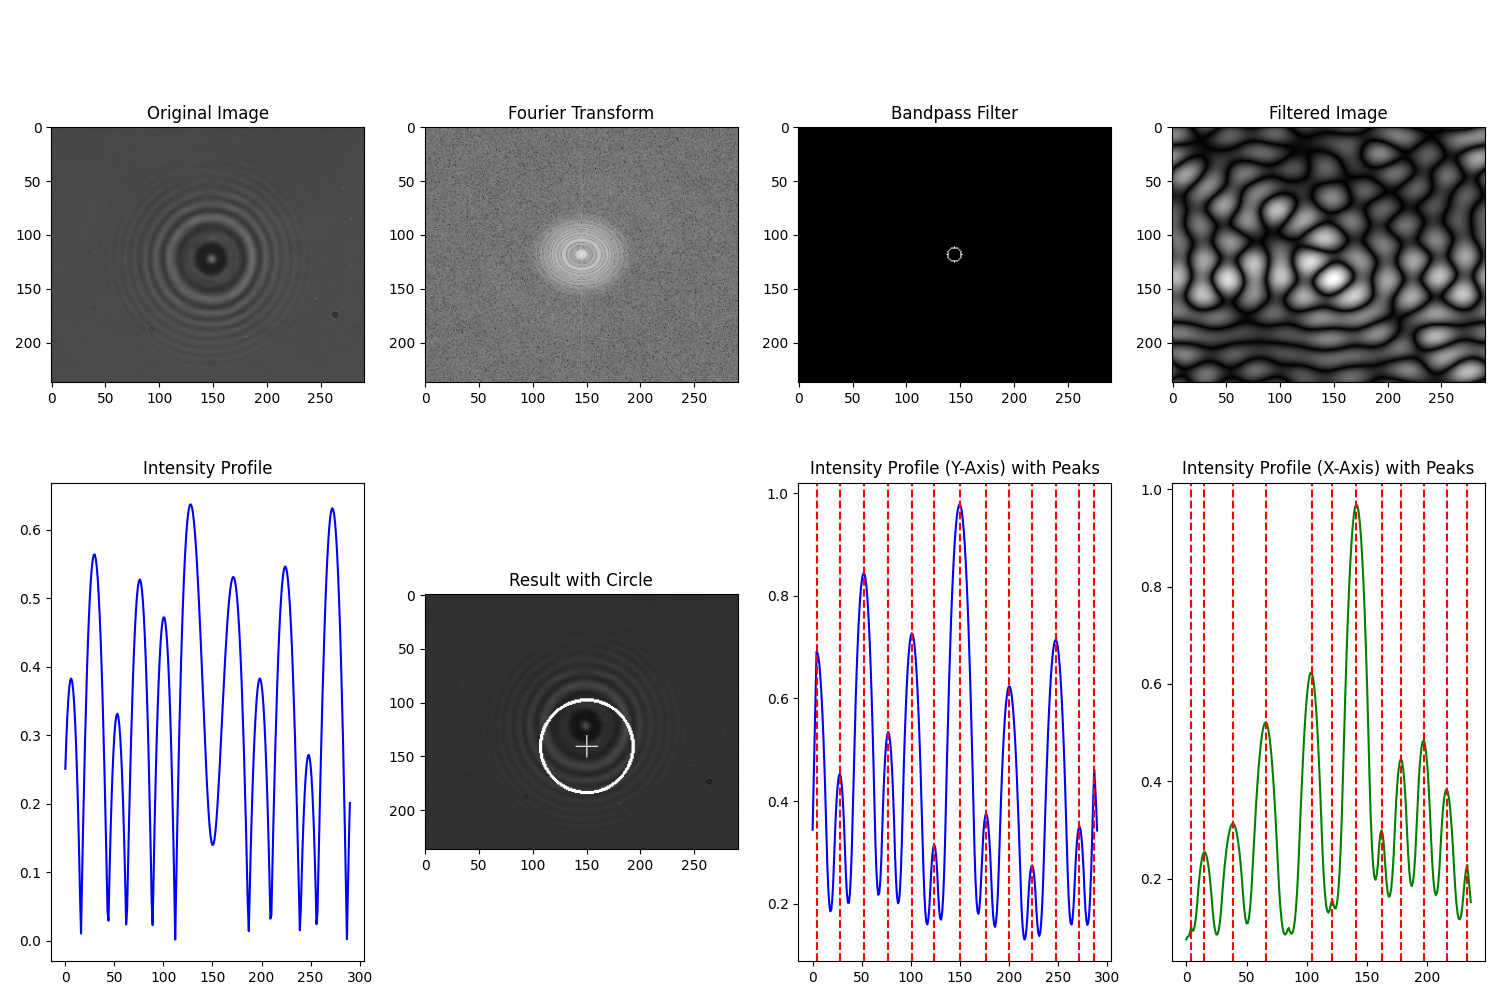 Original Image
Fourier Transform
Bandpass Filter
Filtered Image
0
50
100
150
200
0 50 100 150 200 250
0
50
100
150
200
0 50 100 150 200 250
0
50
100
150
200
0 50 100 150 200 250
0
50
100
150
200
0 50 100 150 200 250
Intensity Profile
0.6
0.5
0.4
0.3
0.2
0.1
0.0
0 50 100 150 200 250 300
Result with Circle
0
50
100
150
200
0 50 100 150 200 250
Intensity Profile (Y-Axis) with Peaks
1.0
0.8
0.6
0.4
0.2
0 50 100 150 200 250 300
Intensity Profile (X-Axis) with Peaks
1.0
0.8
0.6
0.4
0.2
0 50 100 150 200